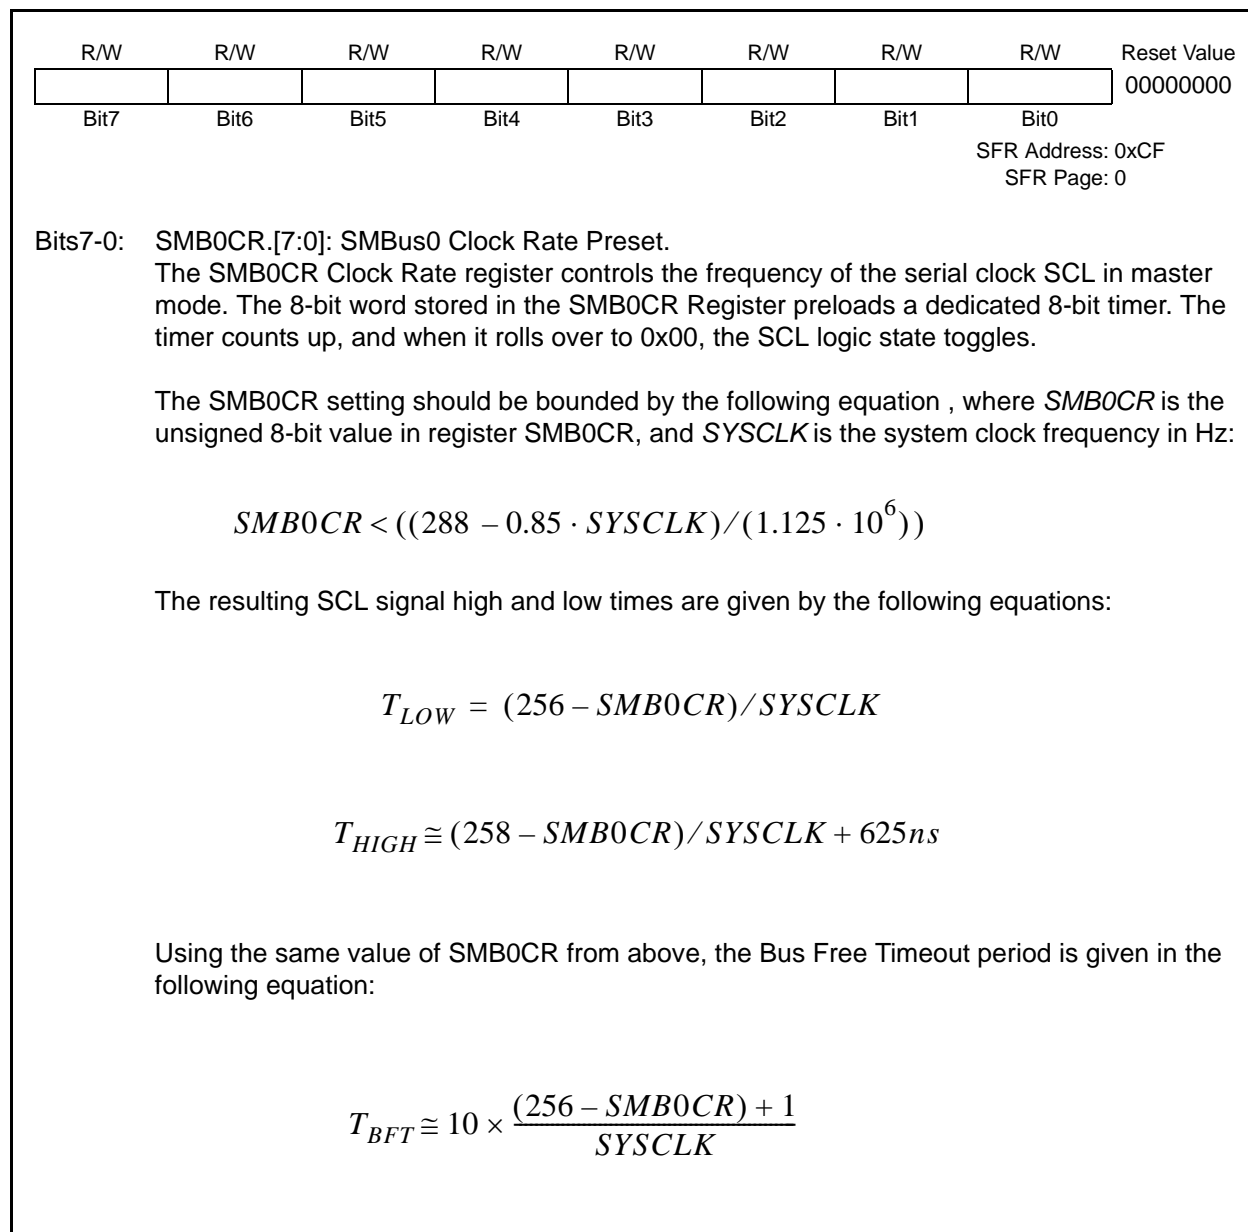 R/W R/W R/W R/W R/W R/W R/W R/W Reset Value
00000000
Bit7 Bit6 Bit5 Bit4 Bit3 Bit2 Bit1 Bit0
SFR Address: 0xCF
SFR Page: 0
Bits7-0: SMB0CR.[7:0]: SMBus0 Clock Rate Preset.
The SMB0CR Clock Rate register controls the frequency of the serial clock SCL in master
mode. The 8-bit word stored in the SMB0CR Register preloads a dedicated 8-bit timer. The
timer counts up, and when it rolls over to 0x00, the SCL logic state toggles.
The SMB0CR setting should be bounded by the following equation , where SMB0CR is the
unsigned 8-bit value in register SMB0CR, and SYSCLK is the system clock frequency in Hz:
SMB0CR < ((288 – 0.85 · SYSCLK)/(1.125 · 10^6))
The resulting SCL signal high and low times are given by the following equations:
T_LOW = (256 – SMB0CR)/SYSCLK
T_HIGH ≅ (258 – SMB0CR)/SYSCLK + 625ns
Using the same value of SMB0CR from above, the Bus Free Timeout period is given in the
following equation:
T_BFT ≅ 10 × (256 – SMB0CR) + 1
SYSCLK